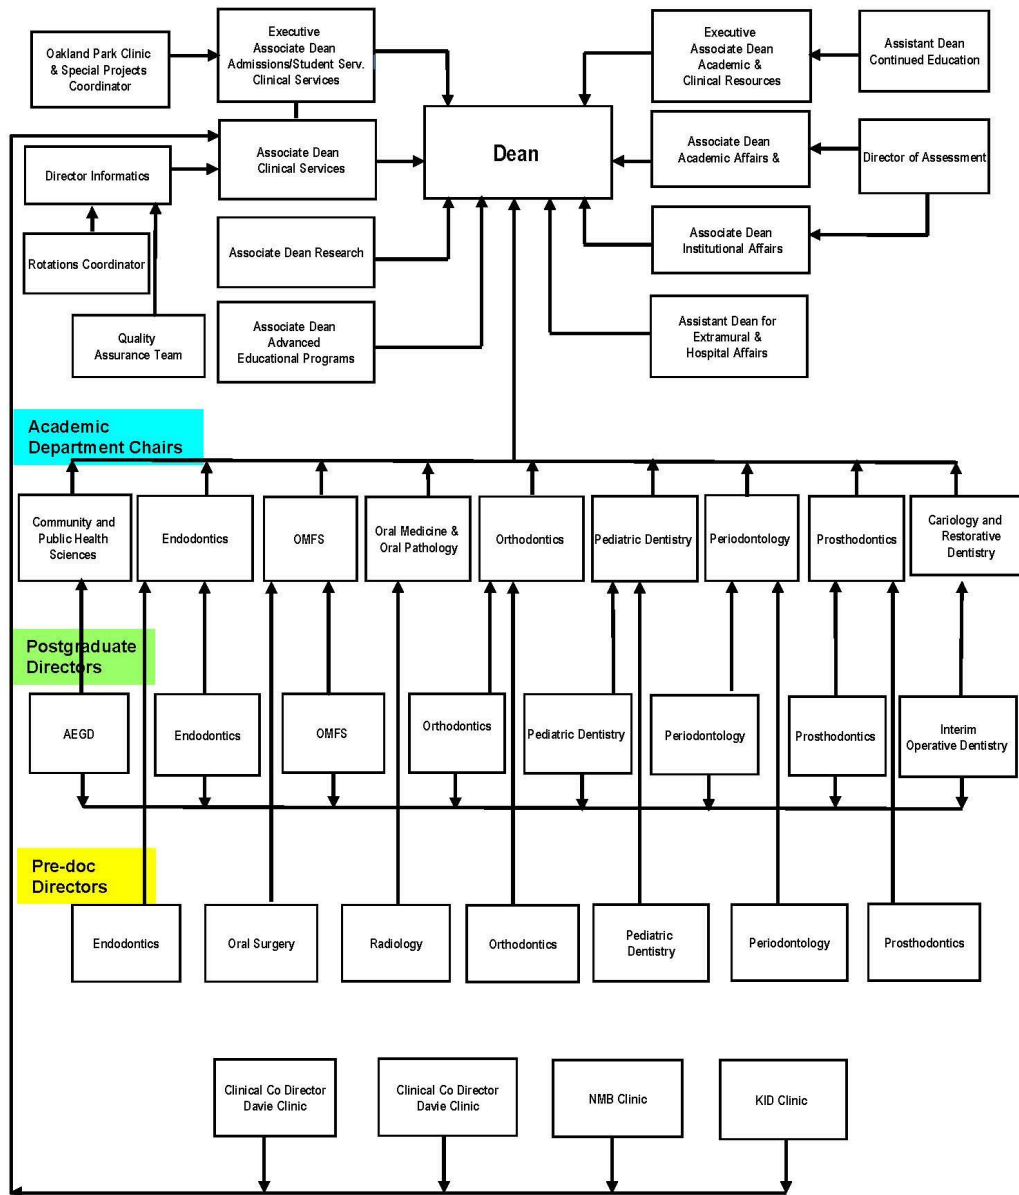 Oakland Park Clinic
& Special Projects
Coordinator
Executive
Associate Dean
Admissions/Student Serv.
Clinical Services
Executive
Associate Dean
Academic &
Clinical Resources
Assistant Dean
Continued Education
Dean
Associate Dean
Clinical Services
Associate Dean
Academic Affairs &
Director of Assessment
Director Informatics
Associate Dean
Institutional Affairs
Associate Dean Research
Rotations Coordinator
Quality
Assurance Team
Associate Dean
Advanced
Educational Programs
Assistant Dean for
Extramural &
Hospital Affairs
Academic
Department Chairs
Community and
Public Health
Sciences
Endodontics
OMFS
Oral Medicine &
Oral Pathology
Orthodontics
Pediatric Dentistry
Periodontology
Prosthodontics
Cariology and
Restorative
Dentistry
Postgraduate
Directors
AEGD
Endodontics
OMFS
Orthodontics
Pediatric Dentistry
Periodontology
Prosthodontics
Interim
Operative Dentistry
Pre-doc
Directors
Endodontics
Oral Surgery
Radiology
Orthodontics
Pediatric
Dentistry
Periodontology
Prosthodontics
Clinical Co Director
Davie Clinic
Clinical Co Director
Davie Clinic
NMB Clinic
KID Clinic